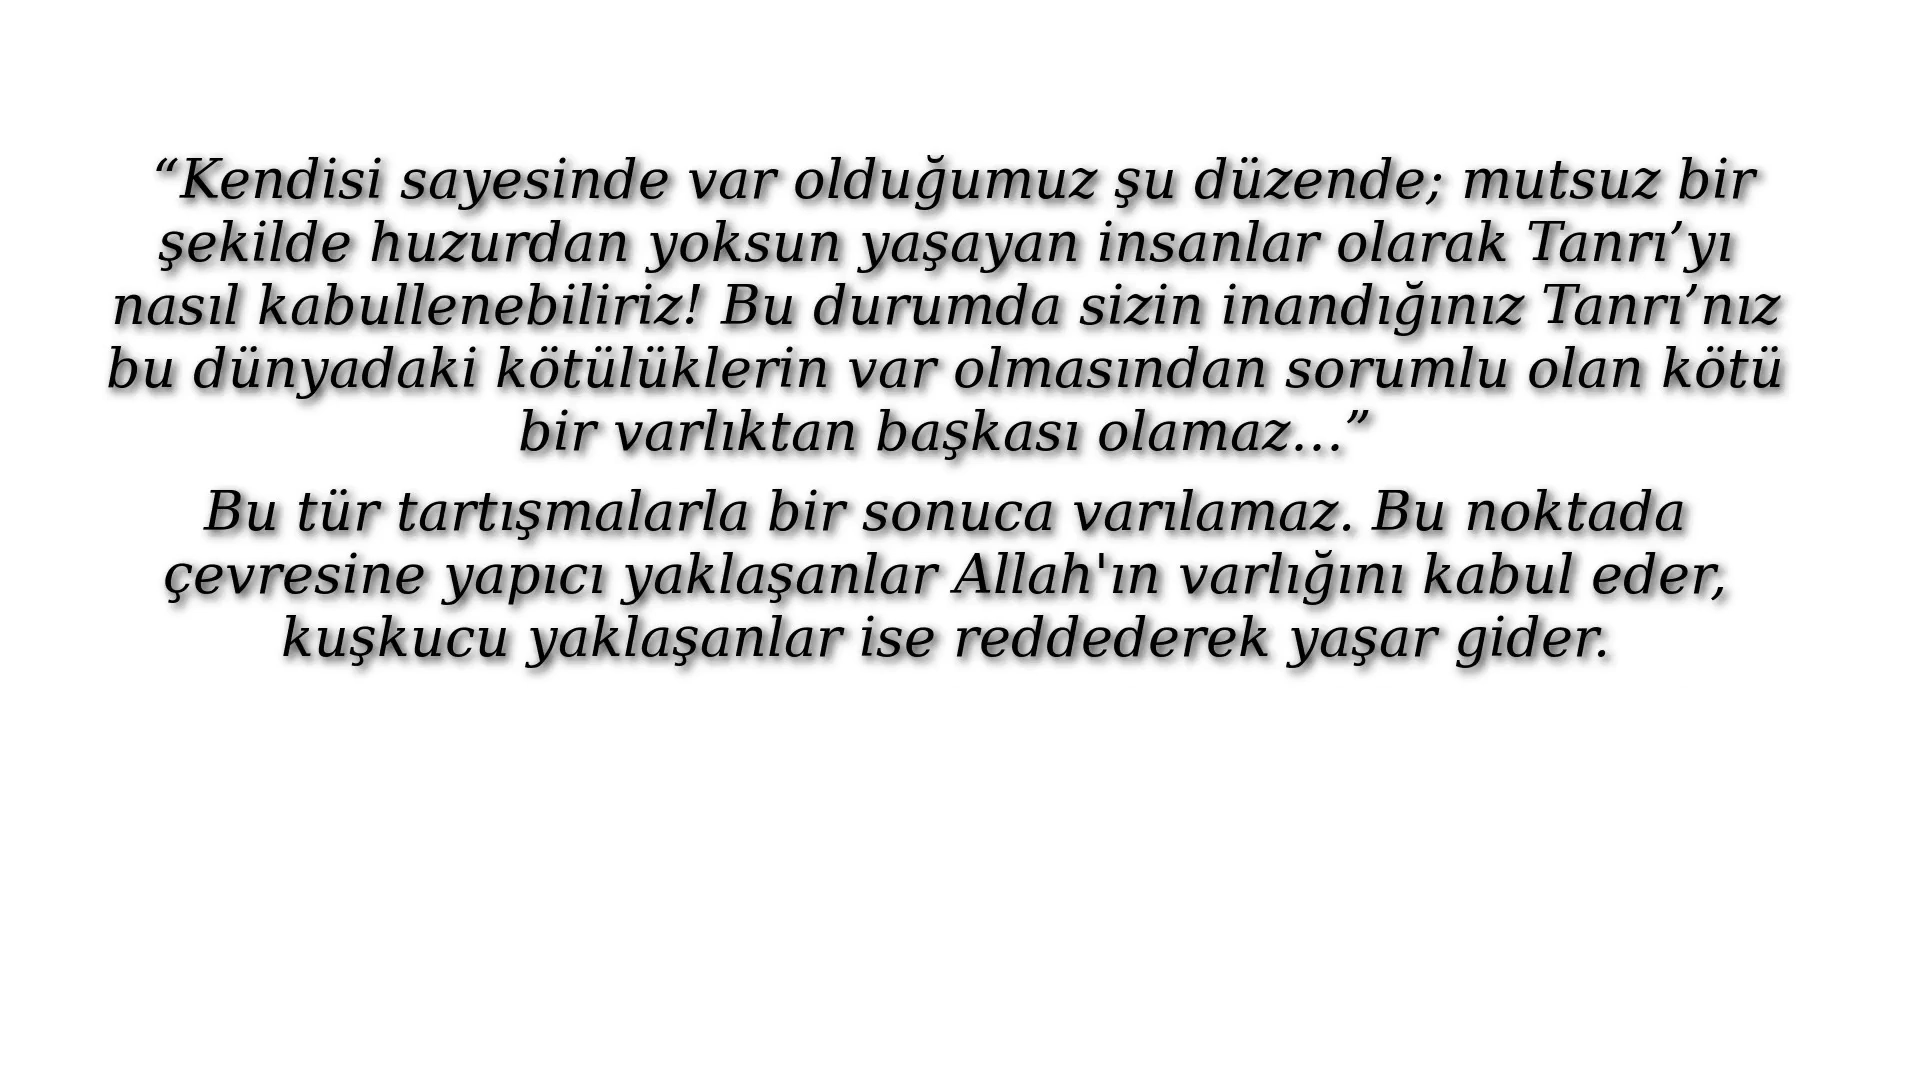 “Kendisi sayesinde var olduğumuz şu düzende; mutsuz bir
şekilde huzurdan yoksun yaşayan insanlar olarak Tanrı’yı
nasıl kabullenebiliriz! Bu durumda sizin inandığınız Tanrı’nız
bu dünyadaki kötülüklerin var olmasından sorumlu olan kötü
bir varlıktan başkası olamaz...”
Bu tür tartışmalarla bir sonuca varılamaz. Bu noktada
çevresine yapıcı yaklaşanlar Allah'ın varlığını kabul eder,
kuşkucu yaklaşanlar ise reddederek yaşar gider.